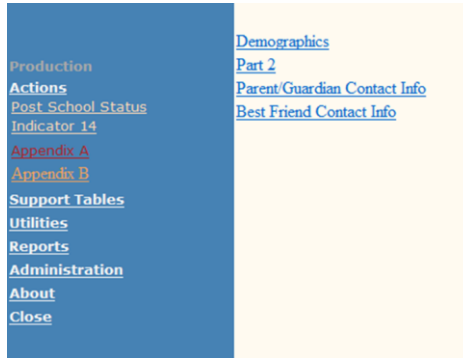 Production
Actions
Post School Status
Indicator 14
Appendix A
Appendix B
Support Tables
Utilities
Reports
Administration
About
Close
Demographics
Part 2
Parent/Guardian Contact Info
Best Friend Contact Info